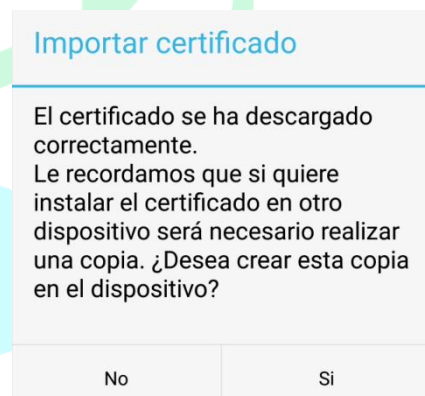 Importar certificado
El certificado se ha descargado
correctamente.
Le recordamos que si quiere
instalar el certificado en otro
dispositivo será necesario realizar
una copia. ¿Desea crear esta copia
en el dispositivo?
No
Si